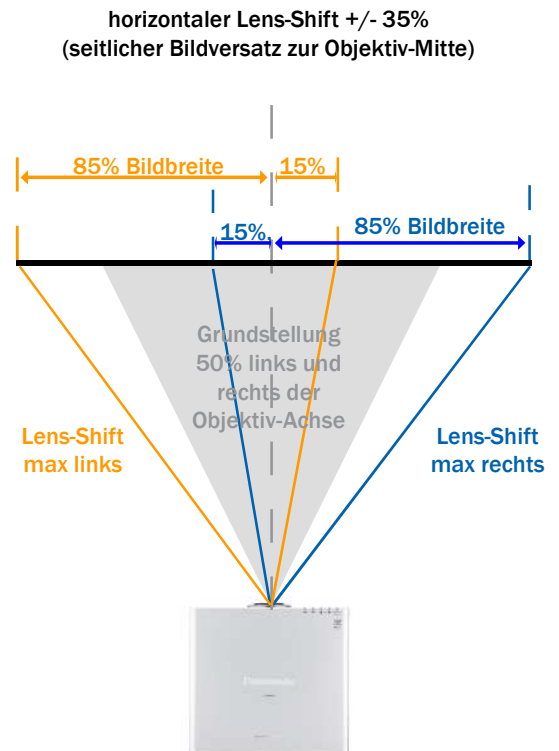 horizontaler Lens-Shift +/- 35%
(seitlicher Bildversatz zur Objektiv-Mitte)
85% Bildbreite
15%
15%
85% Bildbreite
Grundstellung
50% links und
rechts der
Objektiv-Achse
Lens-Shift
max links
Lens-Shift
max rechts
Panasonic